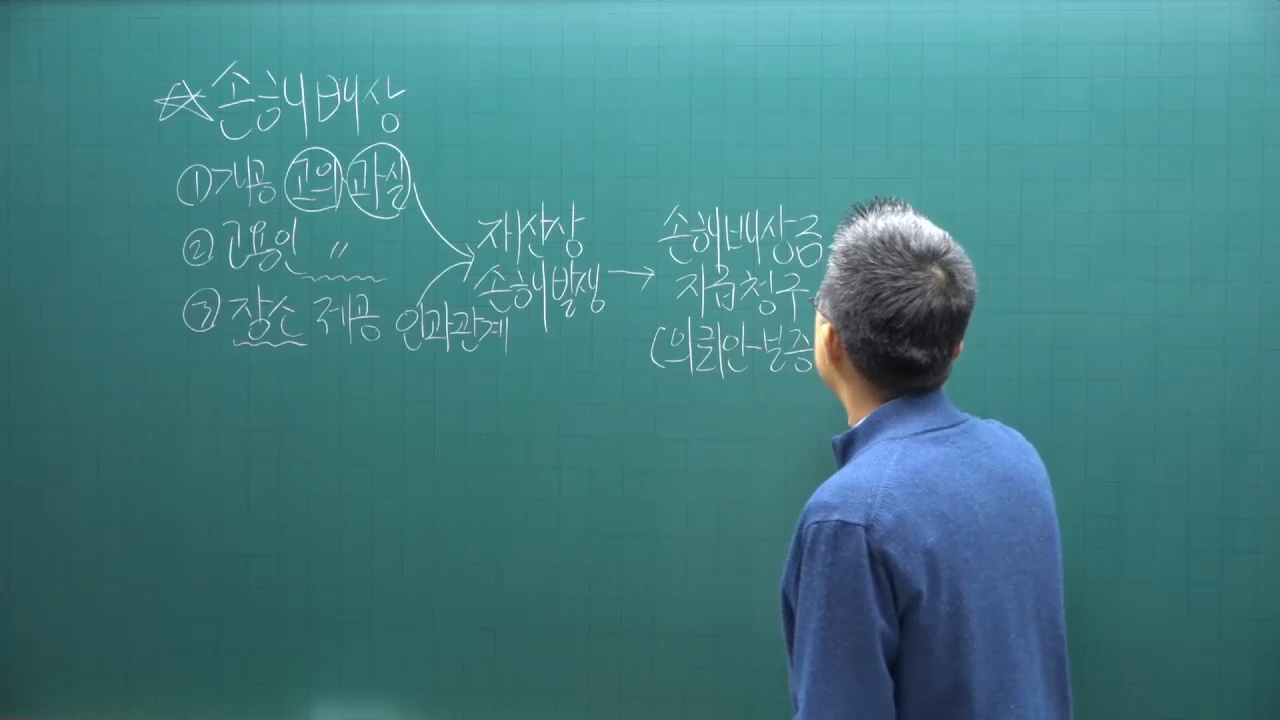 ☆ 손해배상
① 개공 고의 과실
② 고용인 〃
③ 장소 제공
인과관계
재산상
손해발생 →
손해배상금
지급청구
(의뢰인-보증